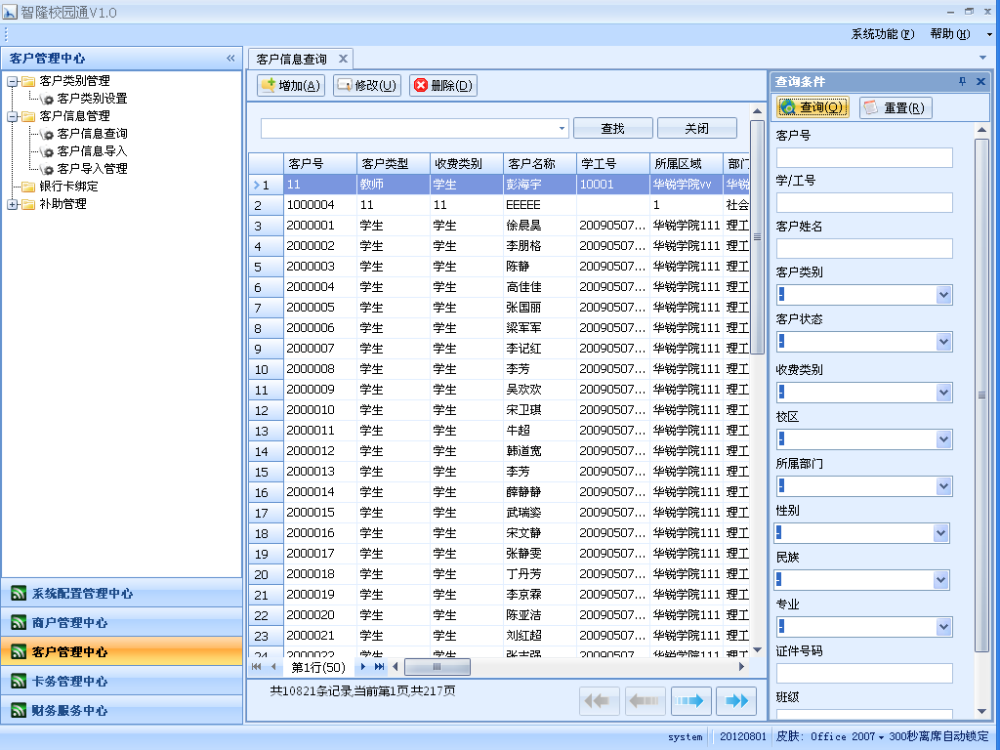 智隆校园通V1.0
系统功能(F) 帮助(H)
客户管理中心
客户类别管理
客户类别设置
客户信息管理
客户信息查询
客户信息导入
客户导入管理
银行卡绑定
补助管理
系统配置管理中心
商户管理中心
客户管理中心
卡务管理中心
财务服务中心
客户信息查询
增加(A) 修改(U) 删除(D)
查找 关闭
客户号 客户类型 收费类别 客户名称 学工号 所属区域 部门
1 11 教师 学生 彭海宇 10001 华锐学院vv 华锐
2 1000004 11 11 EEEEE 1 社会
3 2000001 学生 学生 徐晨昊 20090507... 华锐学院111 理工
4 2000002 学生 学生 李朋格 20090507... 华锐学院111 理工
5 2000003 学生 学生 陈静 20090507... 华锐学院111 理工
6 2000004 学生 学生 高佳佳 20090507... 华锐学院111 理工
7 2000005 学生 学生 张国丽 20090507... 华锐学院111 理工
8 2000006 学生 学生 梁军军 20090507... 华锐学院111 理工
9 2000007 学生 学生 李记红 20090507... 华锐学院111 理工
10 2000008 学生 学生 李芳 20090507... 华锐学院111 理工
11 2000009 学生 学生 吴欢欢 20090507... 华锐学院111 理工
12 2000010 学生 学生 宋卫琪 20090507... 华锐学院111 理工
13 2000011 学生 学生 牛超 20090507... 华锐学院111 理工
14 2000012 学生 学生 韩道宽 20090507... 华锐学院111 理工
15 2000013 学生 学生 李芳 20090507... 华锐学院111 理工
16 2000014 学生 学生 薛静静 20090507... 华锐学院111 理工
17 2000015 学生 学生 武瑞姿 20090507... 华锐学院111 理工
18 2000016 学生 学生 宋文静 20090507... 华锐学院111 理工
19 2000017 学生 学生 张静雯 20090507... 华锐学院111 理工
20 2000018 学生 学生 丁丹芳 20090507... 华锐学院111 理工
21 2000019 学生 学生 李京霖 20090507... 华锐学院111 理工
22 2000020 学生 学生 陈亚洁 20090507... 华锐学院111 理工
23 2000021 学生 学生 刘红超 20090507... 华锐学院111 理工
24 2000022 学生 学生 张志强 20090507... 华锐学院111 理工
第1行(50)
共10821条记录,当前第1页,共217页
查询条件
查询(Q) 重置(R)
客户号
学/工号
客户姓名
客户类别
客户状态
收费类别
校区
所属部门
性别
民族
专业
证件号码
班级
system 20120801 皮肤: Office 2007 300秒离席自动锁定